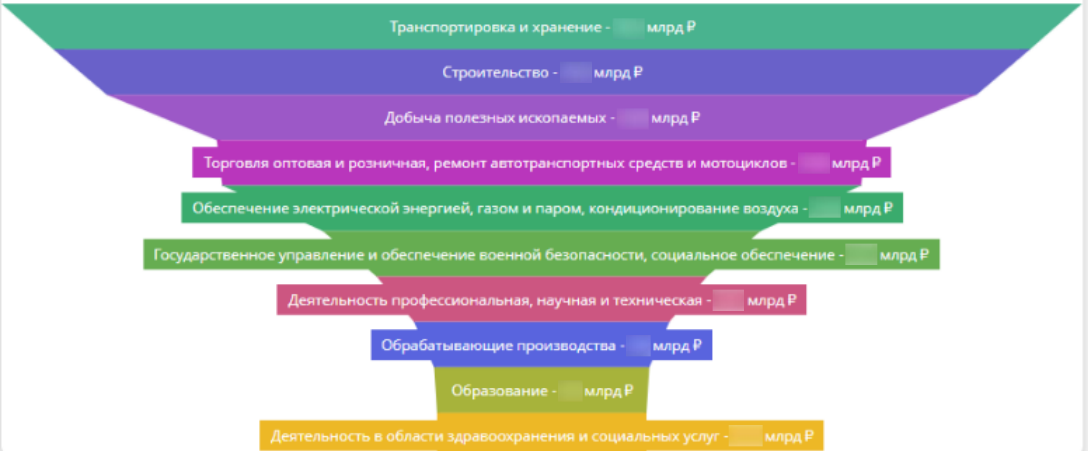 Транспортировка и хранение - млрд ₽
Строительство - млрд ₽
Добыча полезных ископаемых - млрд ₽
Торговля оптовая и розничная, ремонт автотранспортных средств и мотоциклов - млрд ₽
Обеспечение электрической энергией, газом и паром, кондиционирование воздуха - млрд ₽
Государственное управление и обеспечение военной безопасности, социальное обеспечение - млрд ₽
Деятельность профессиональная, научная и техническая - млрд ₽
Обрабатывающие производства - млрд ₽
Образование - млрд ₽
Деятельность в области здравоохранения и социальных услуг - млрд ₽